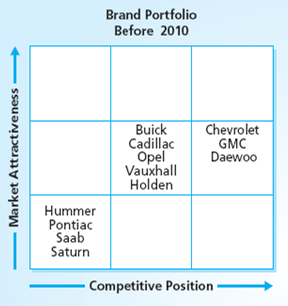 Brand Portfolio
Before 2010
Market Attractiveness
Buick
Cadillac
Opel
Vauxhall
Holden
Chevrolet
GMC
Daewoo
Hummer
Pontiac
Saab
Saturn
Competitive Position